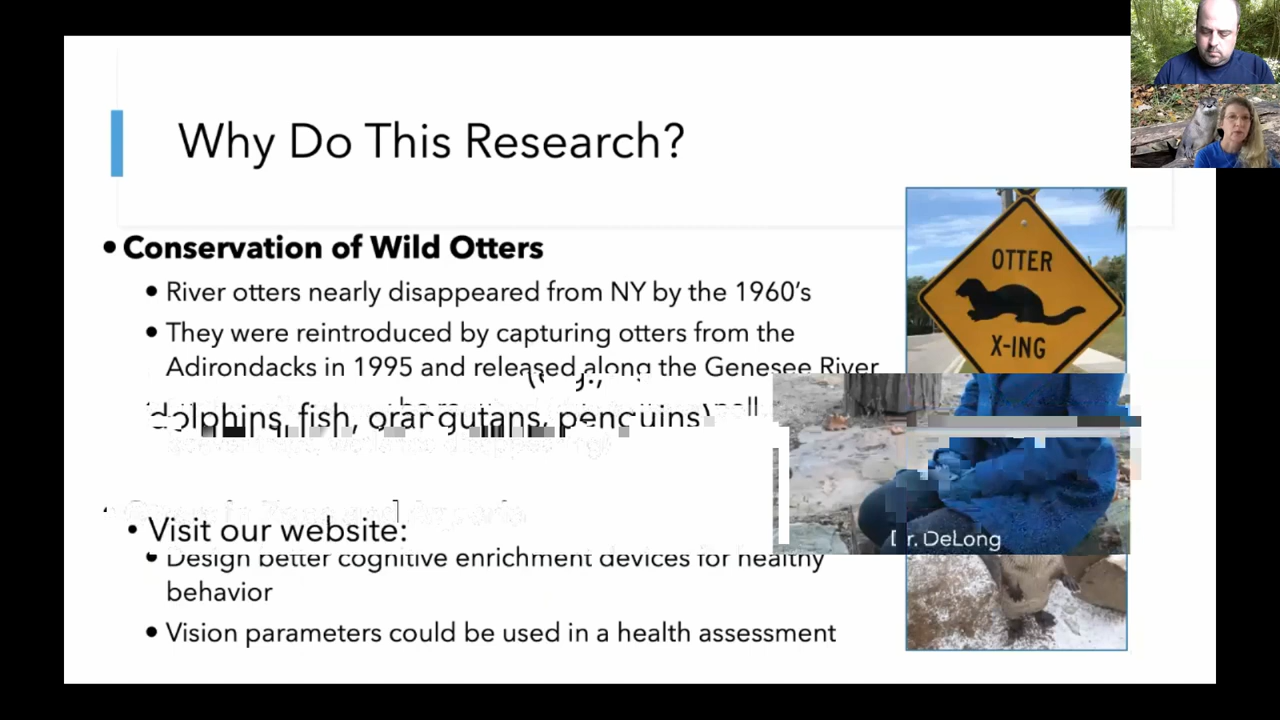 Why Do This Research?
• Conservation of Wild Otters
• River otters nearly disappeared from NY by the 1960's
• They were reintroduced by capturing otters from the
Adirondacks in 1995 and released along the Genesee River
dolphins, fish, orangutans, penguins)
• Visit our website:
• Design better cognitive enrichment devices for healthy
behavior
• Vision parameters could be used in a health assessment
OTTER
X-ING
Dr. DeLong